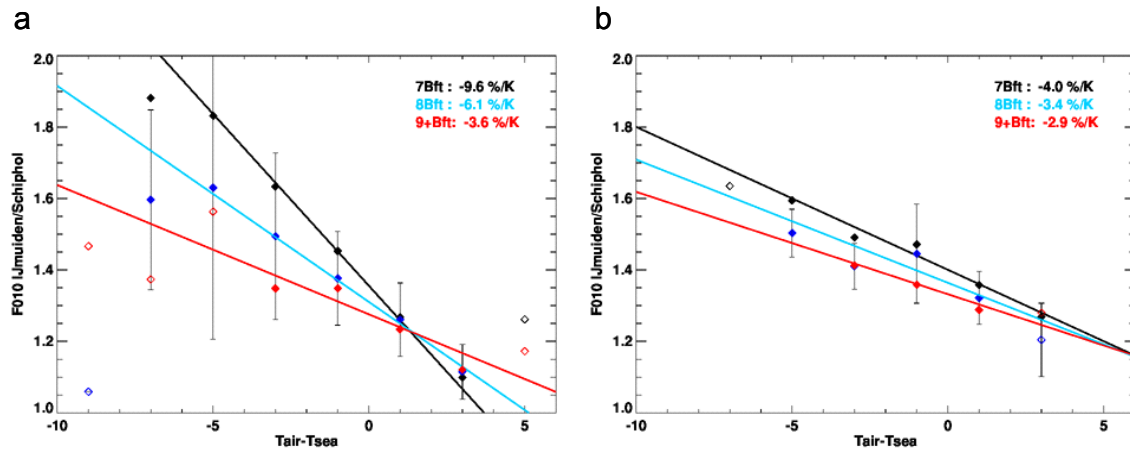 a
b
2.0
1.8
1.6
1.4
1.2
1.0
F010 IJmuiden/Schiphol
-10
-5
0
5
Tair-Tsea
7Bft : -9.6 %/K
8Bft : -6.1 %/K
9+Bft: -3.6 %/K
2.0
1.8
1.6
1.4
1.2
1.0
F010 IJmuiden/Schiphol
-10
-5
0
5
Tair-Tsea
7Bft : -4.0 %/K
8Bft : -3.4 %/K
9+Bft: -2.9 %/K